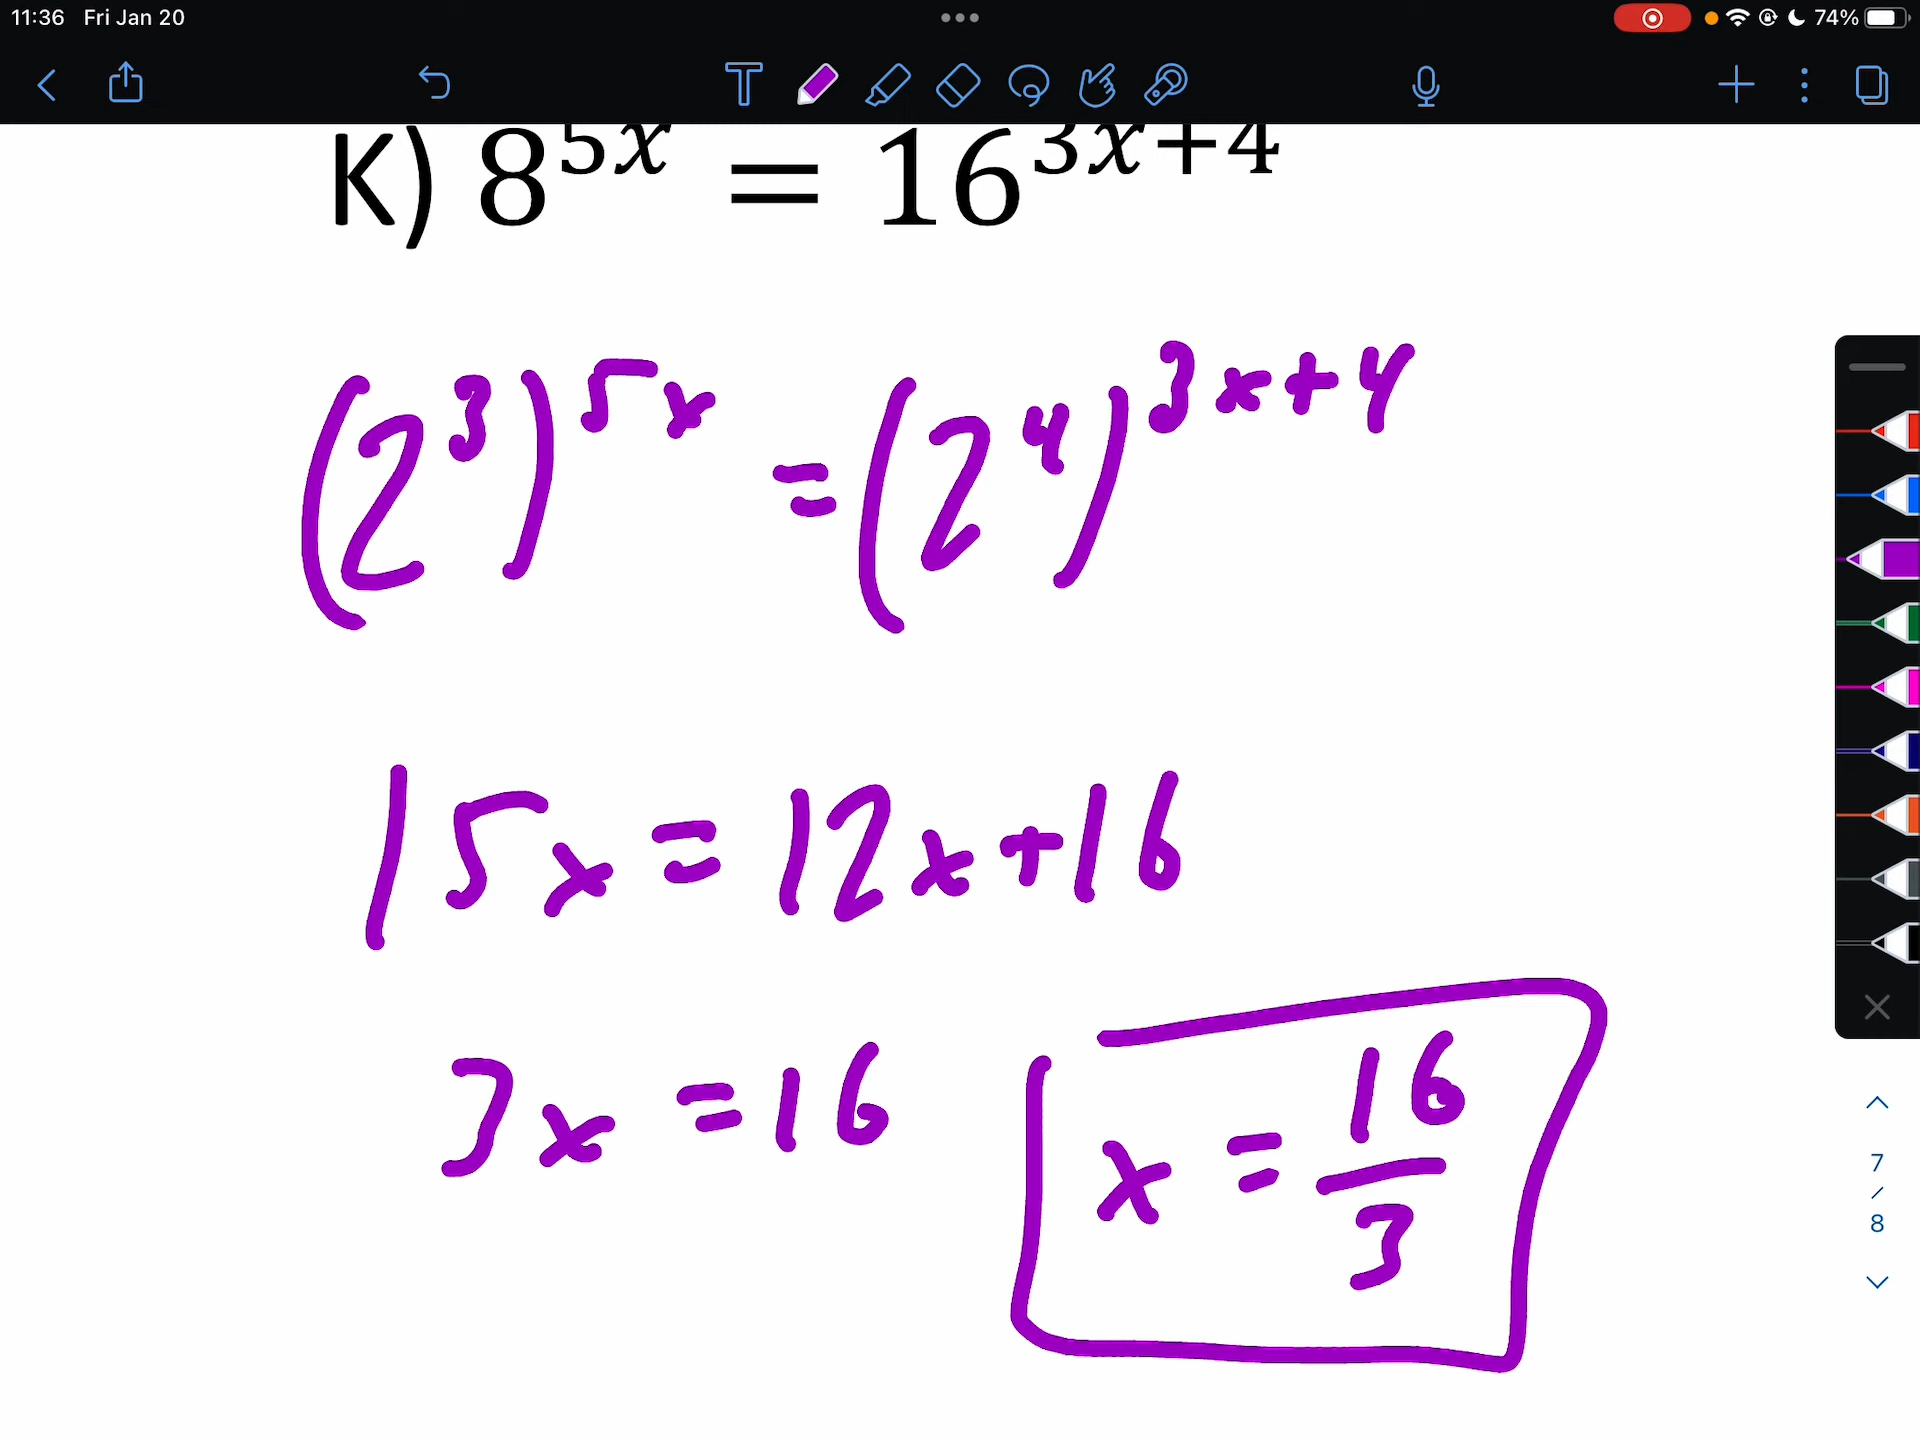 11:36 Fri Jan 20 74%
T
K) 8^{5x} = 16^{3x+4}
(2^3)^{5x} = (2^4)^{3x+4}
15x = 12x+16
3x = 16
x = 16/3
7
/
8